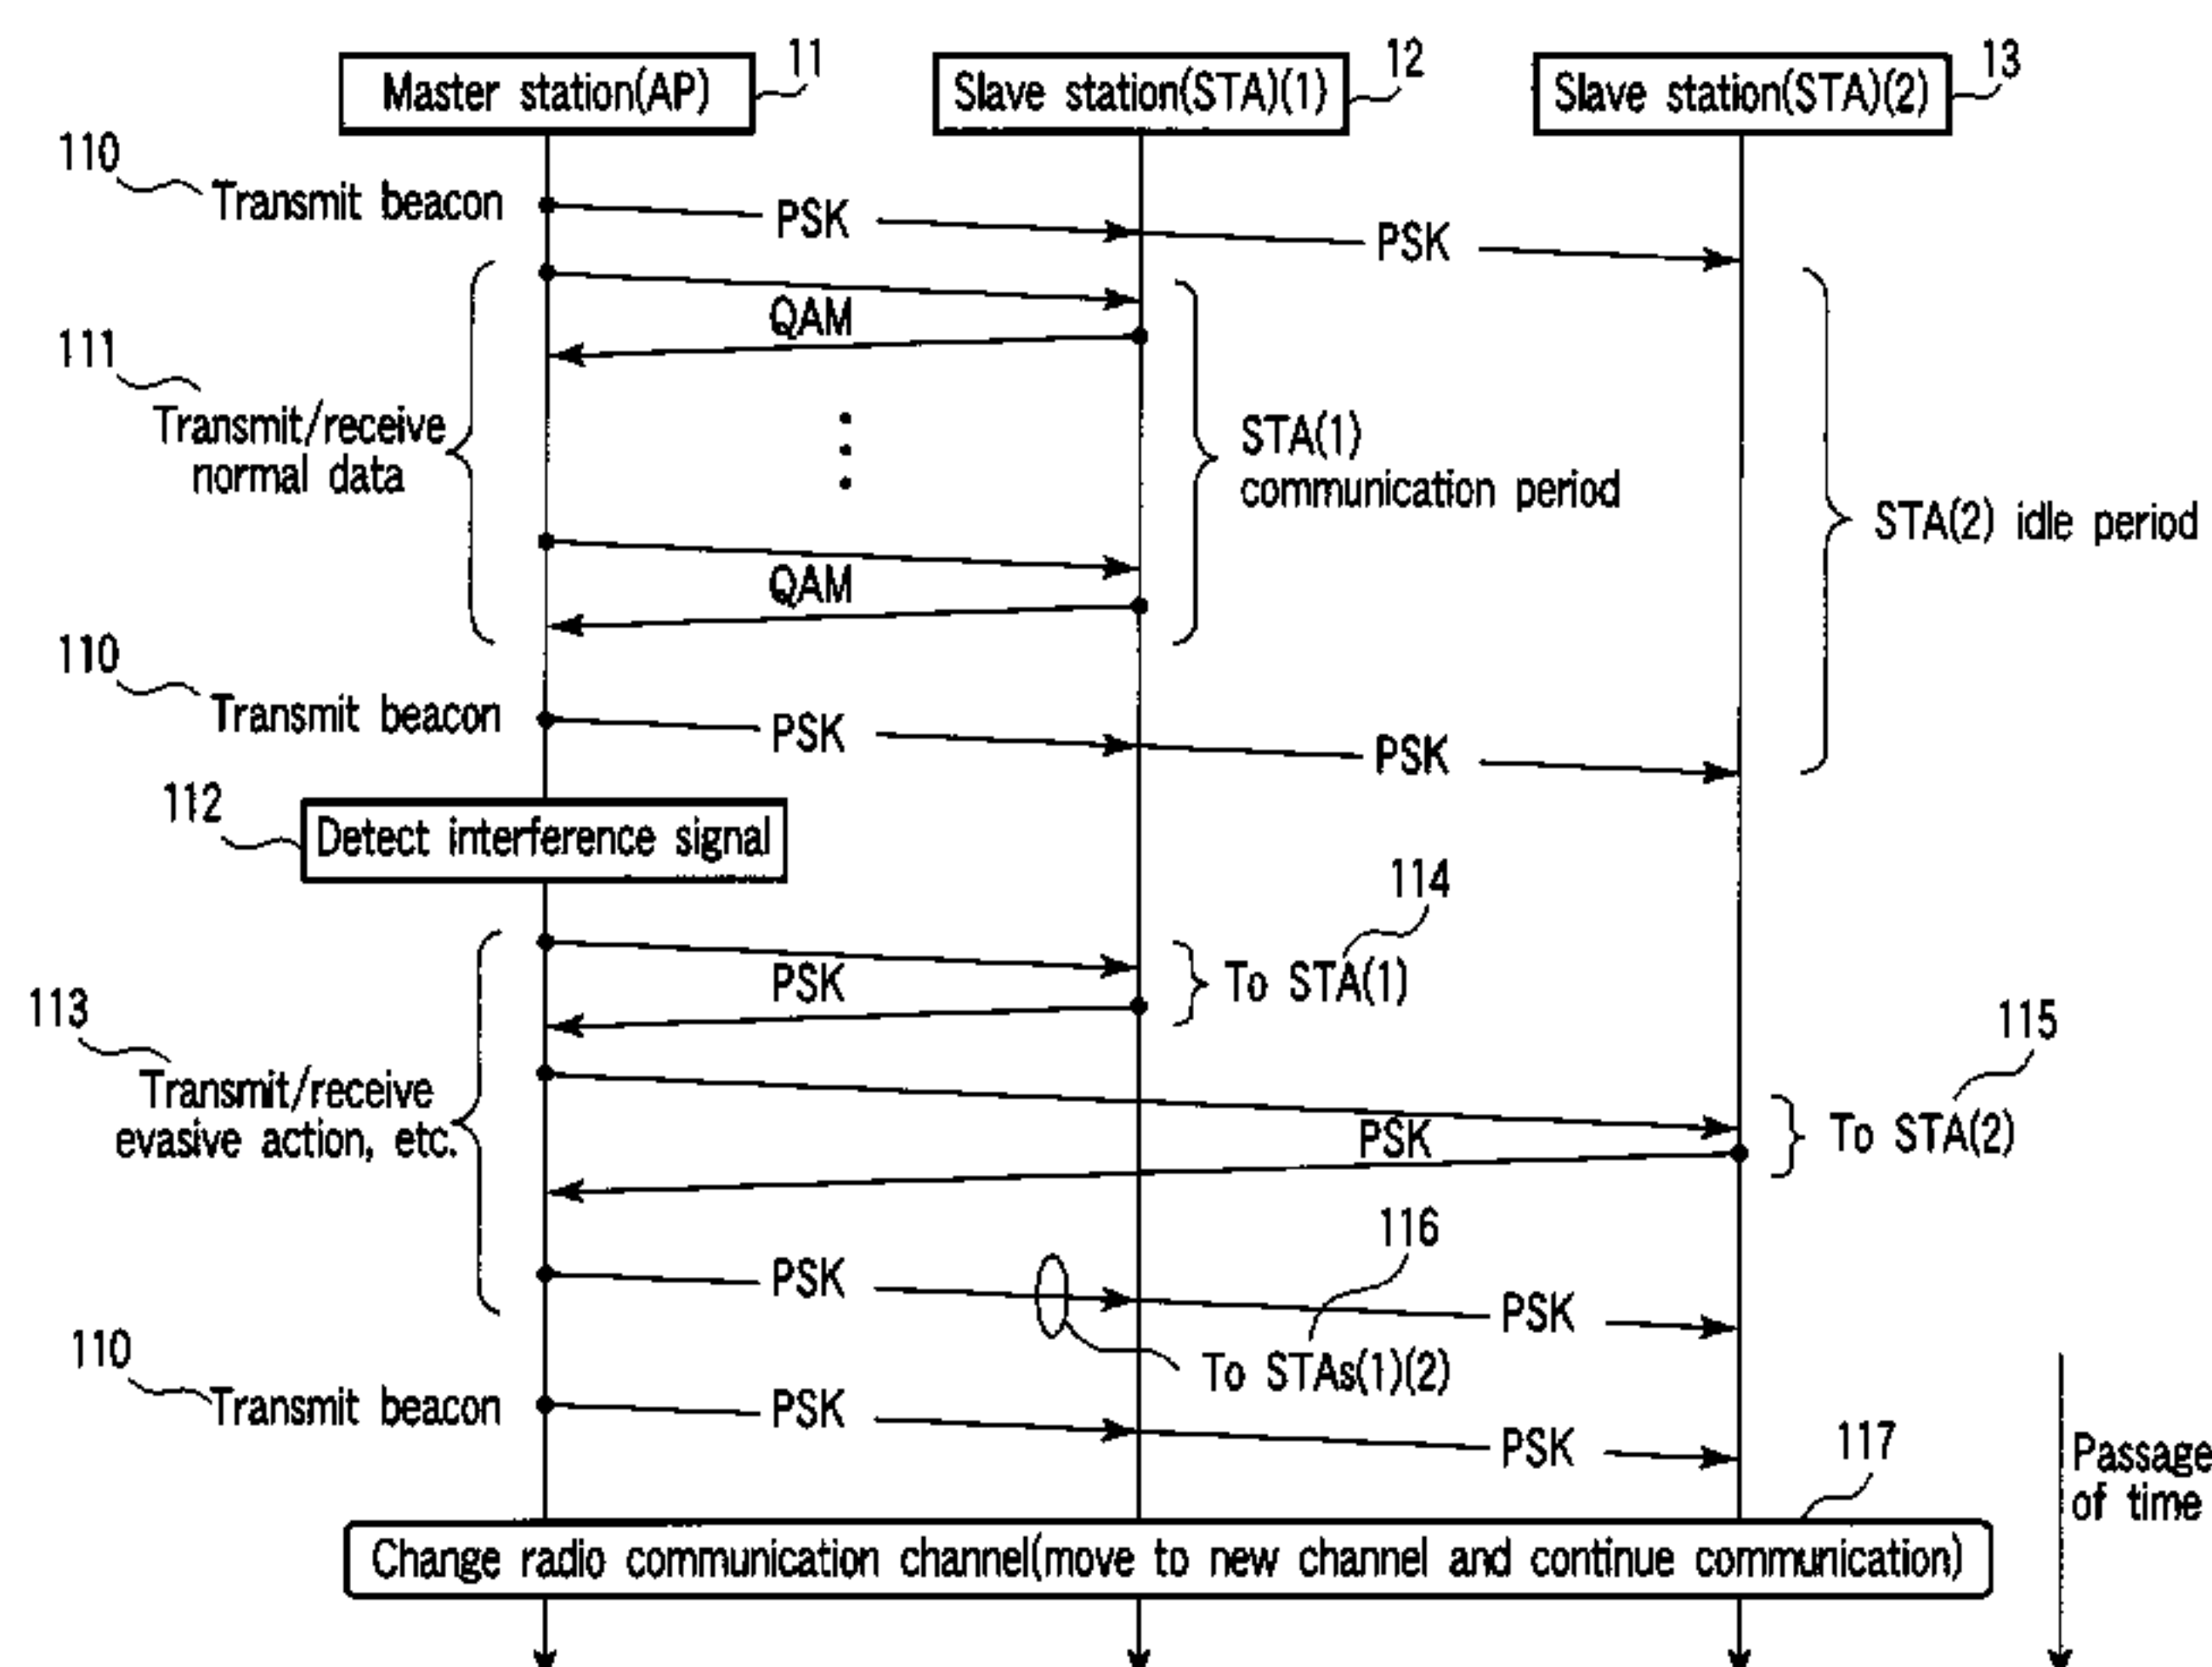 Master station(AP)
11
Slave station(STA)(1)
12
Slave station(STA)(2)
13
110
Transmit beacon
PSK
PSK
QAM
111
Transmit/receive
normal data
STA(1)
communication period
STA(2) idle period
QAM
110
Transmit beacon
PSK
PSK
112
Detect interference signal
114
PSK
To STA(1)
113
Transmit/receive
evasive action, etc.
115
PSK
To STA(2)
116
PSK
PSK
To STAs(1)(2)
110
Transmit beacon
PSK
PSK
117
Passage
of time
Change radio communication channel(move to new channel and continue communication)